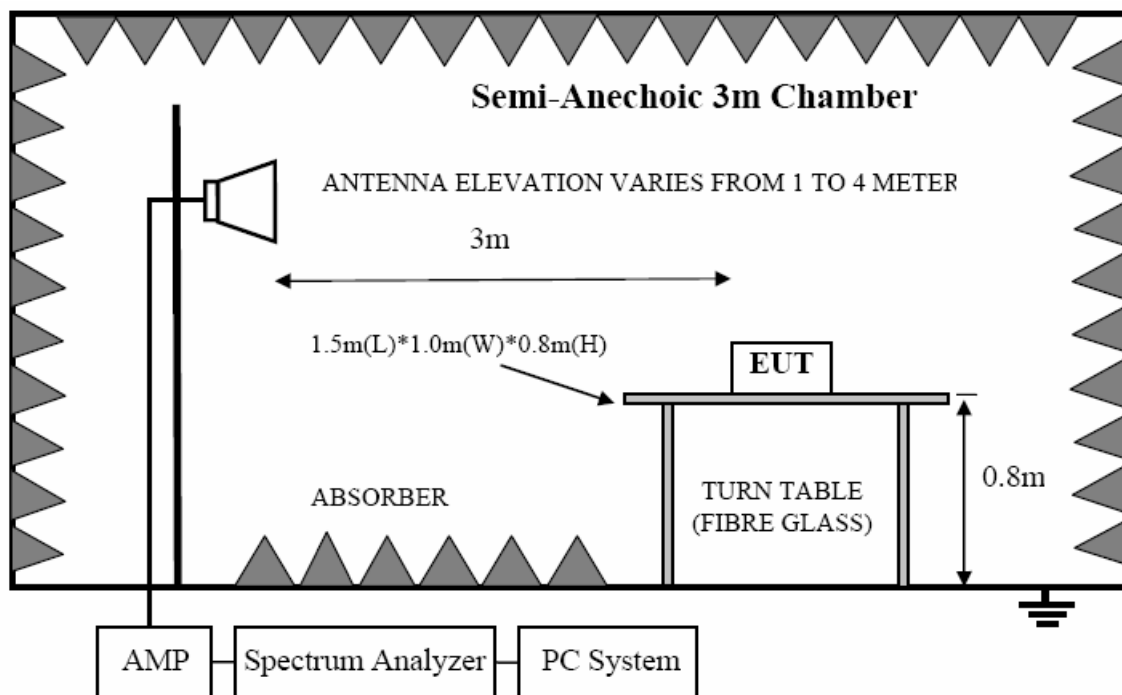 Semi-Anechoic 3m Chamber
ANTENNA ELEVATION VARIES FROM 1 TO 4 METER
3m
1.5m(L)*1.0m(W)*0.8m(H)
EUT
0.8m
ABSORBER
TURN TABLE
(FIBRE GLASS)
AMP
Spectrum Analyzer
PC System